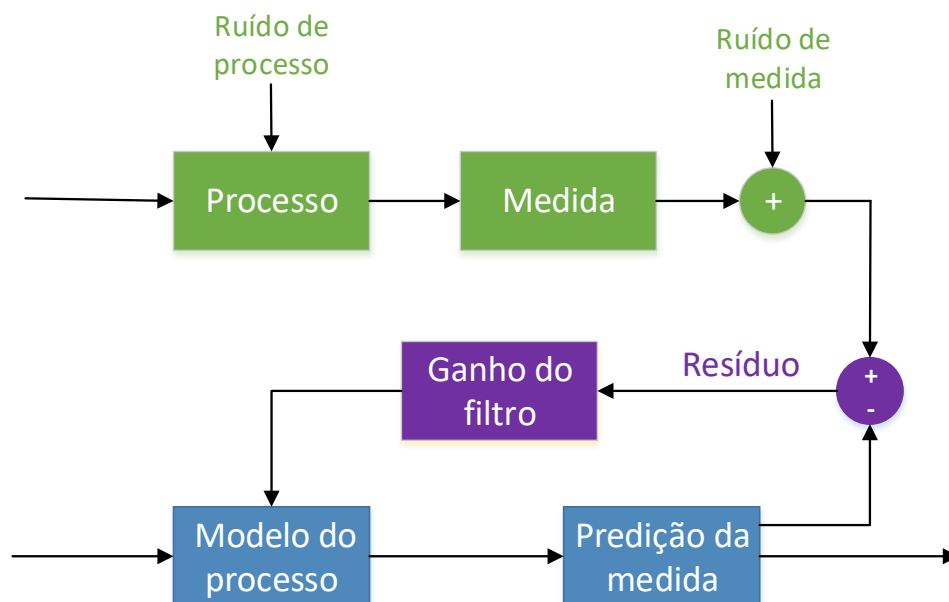 Ruído de
processo
Ruído de
medida
Processo
Medida
+
Ganho do
filtro
Resíduo
+
-
Modelo do
processo
Predição da
medida